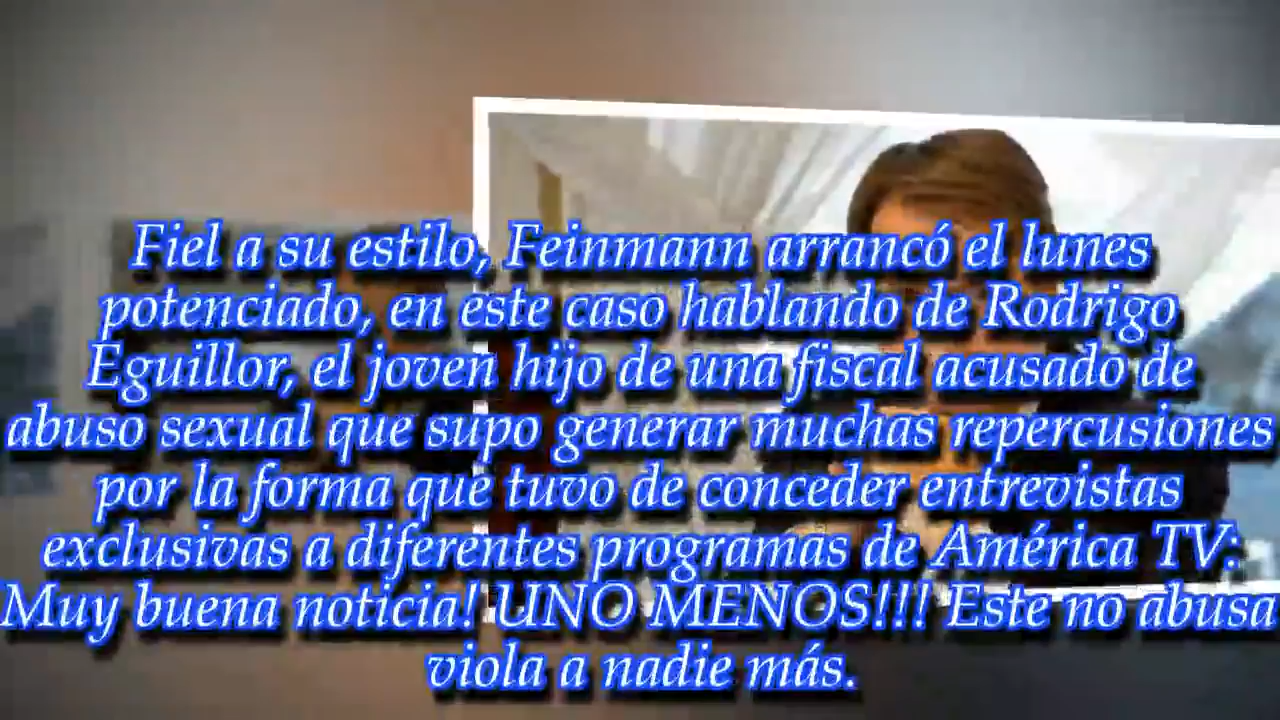 Fiel a su estilo, Feinmann arrancó el lunes
potenciado, en este caso hablando de Rodrigo
Eguillor, el joven hijo de una fiscal acusado de
abuso sexual que supo generar muchas repercusiones
por la forma que tuvo de conceder entrevistas
exclusivas a diferentes programas de América TV:
Muy buena noticia! UNO MENOS!!! Este no abusa
viola a nadie más.